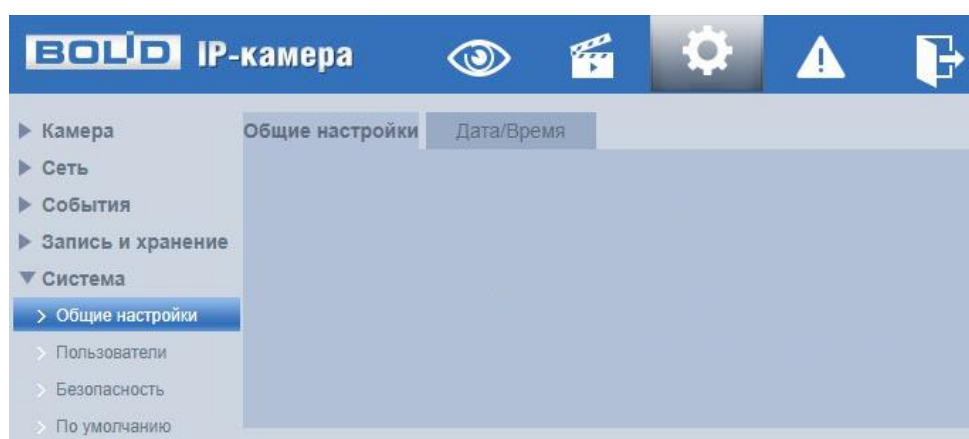 BOLID IP-камера
Камера
Общие настройки
Дата/Время
Сеть
События
Запись и хранение
Система
Общие настройки
Пользователи
Безопасность
По умолчанию